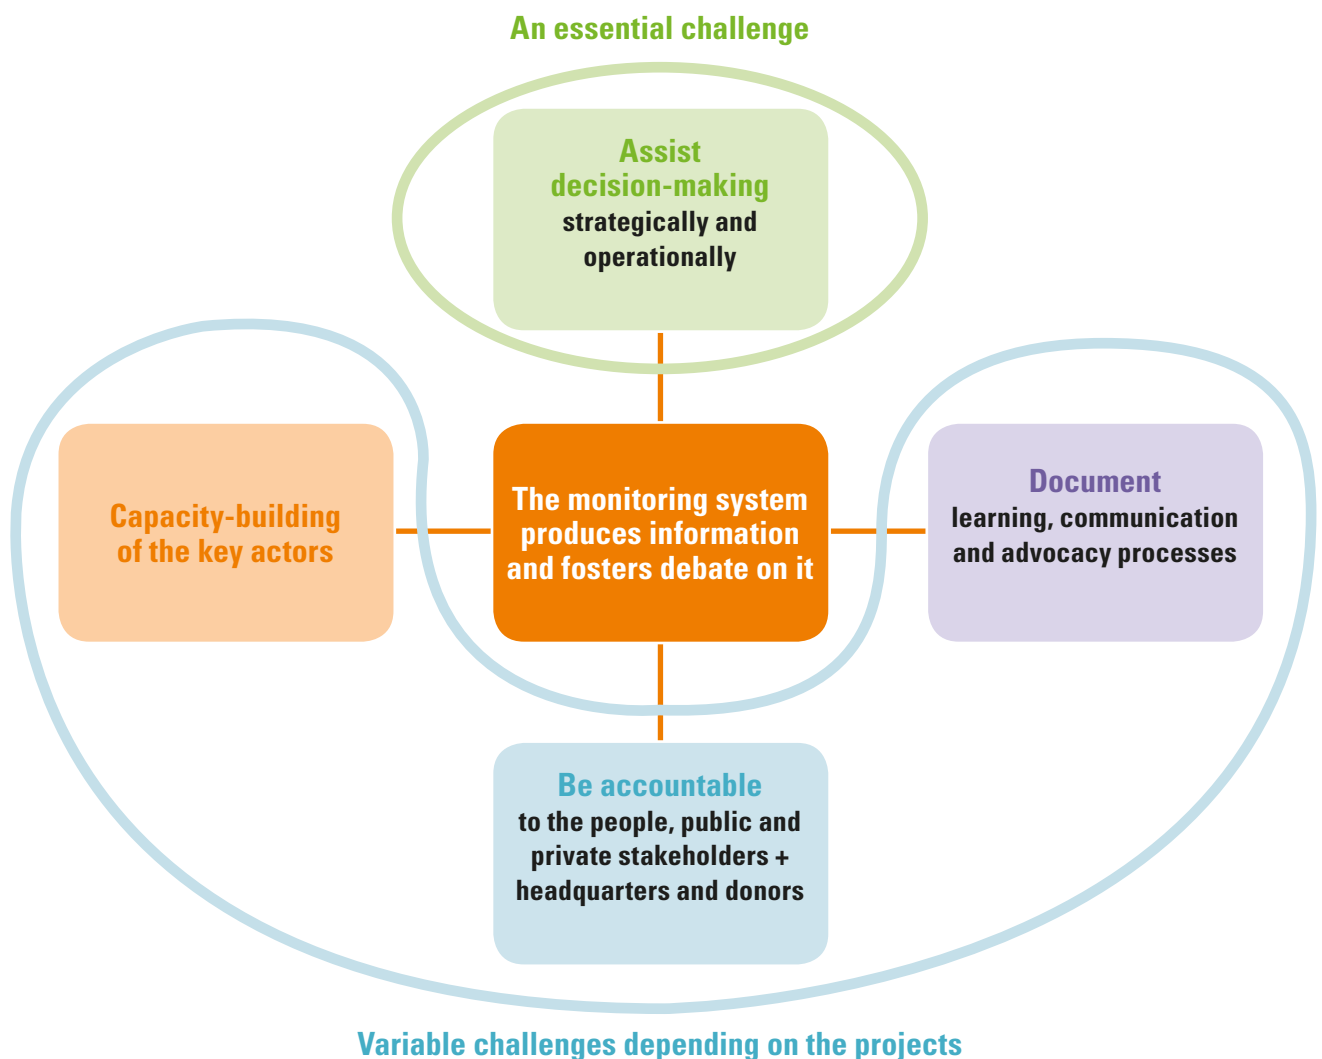 An essential challenge
Assist
decision-making
strategically and
operationally
Capacity-building
of the key actors
The monitoring system
produces information
and fosters debate on it
Document
learning, communication
and advocacy processes
Be accountable
to the people, public and
private stakeholders +
headquarters and donors
Variable challenges depending on the projects